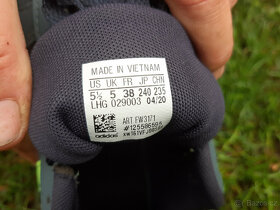 MADE IN VIETNAM
US UK FR JP CHN
5½ 5 38 240 235
LHG 029003 04/20
ART. FW3171
adidas